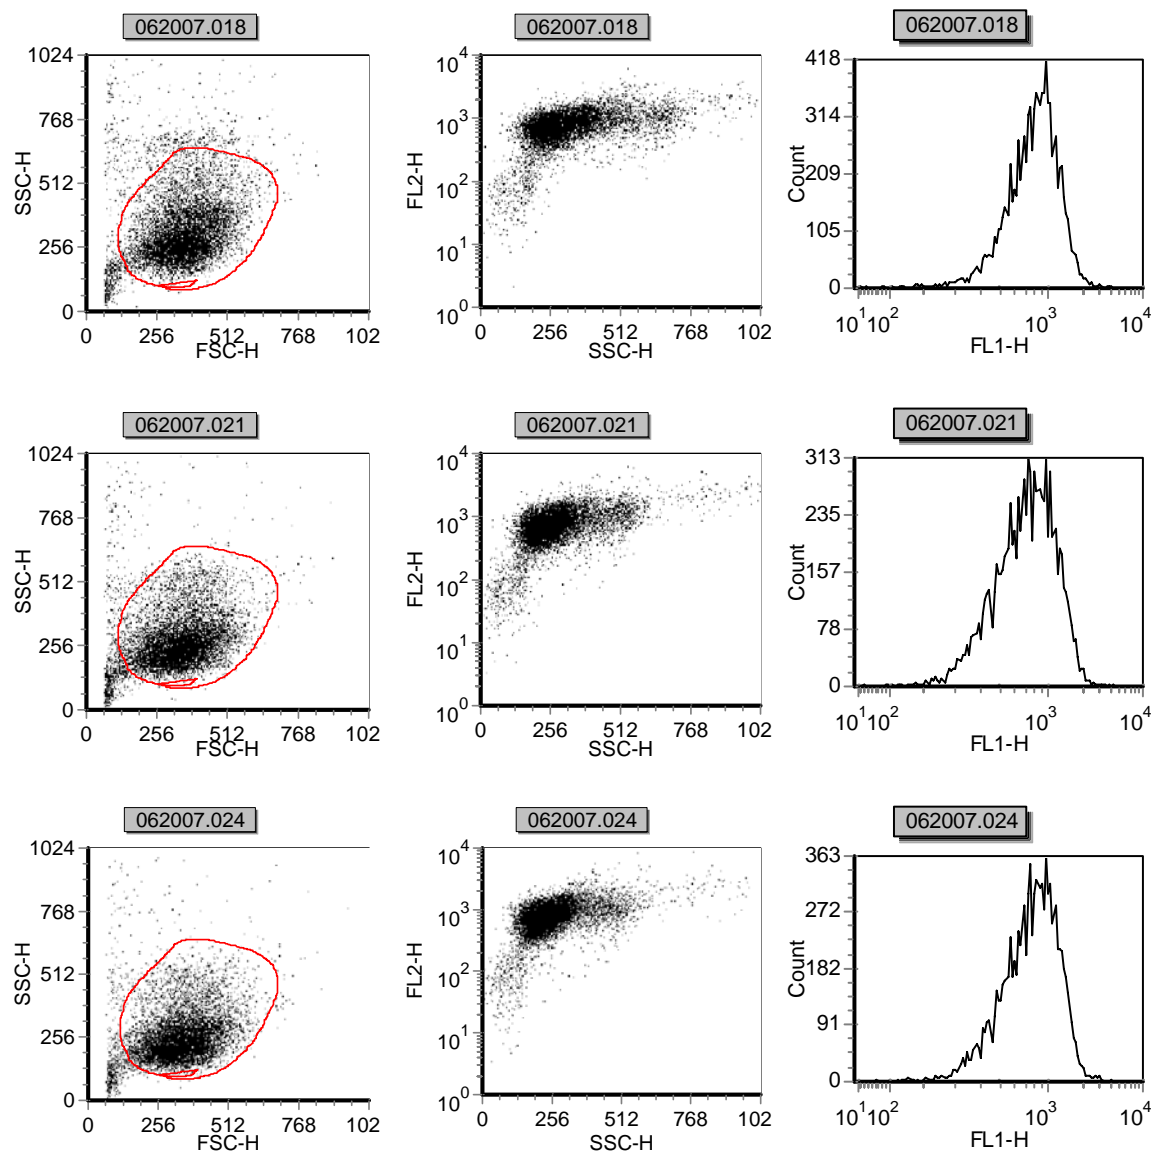 062007.018 062007.018 062007.018
1024 768 512 256 0
SSC-H
0 256 512 768 102
FSC-H
10^4 10^3 10^2 10^1 10^0
FL2-H
0 256 512 768 102
SSC-H
418 314 209 105 0
Count
10^1 10^2 10^3 10^4
FL1-H
062007.021 062007.021 062007.021
1024 768 512 256 0
SSC-H
0 256 512 768 102
FSC-H
10^4 10^3 10^2 10^1 10^0
FL2-H
0 256 512 768 102
SSC-H
313 235 157 78 0
Count
10^1 10^2 10^3 10^4
FL1-H
062007.024 062007.024 062007.024
1024 768 512 256 0
SSC-H
0 256 512 768 102
FSC-H
10^4 10^3 10^2 10^1 10^0
FL2-H
0 256 512 768 102
SSC-H
363 272 182 91 0
Count
10^1 10^2 10^3 10^4
FL1-H